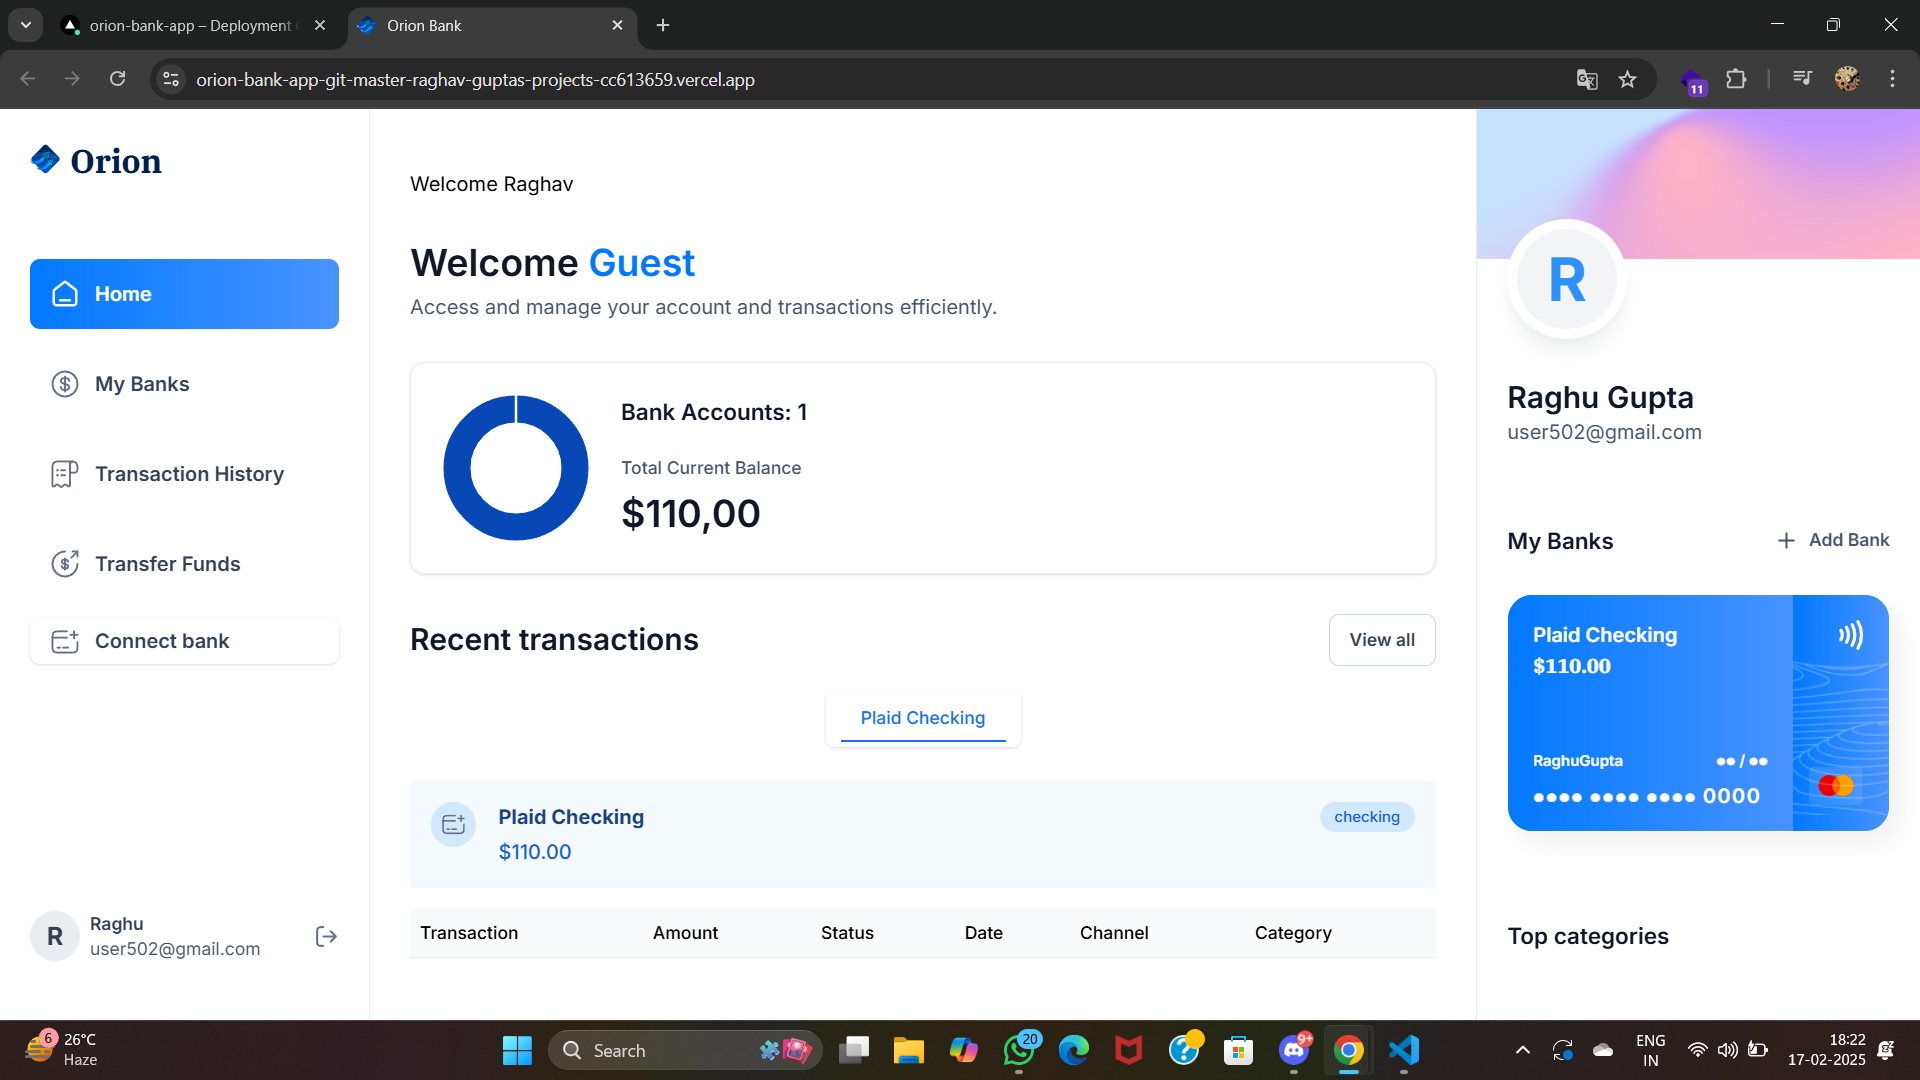 orion-bank-app – Deployment
Orion Bank
orion-bank-app-git-master-raghav-guptas-projects-cc613659.vercel.app
11
Orion
Home
My Banks
Transaction History
Transfer Funds
Connect bank
R
Raghu
user502@gmail.com
Welcome Raghav
Welcome Guest
Access and manage your account and transactions efficiently.
Bank Accounts: 1
Total Current Balance
$110,00
Recent transactions
View all
Plaid Checking
Plaid Checking
checking
$110.00
Transaction Amount Status Date Channel Category
R
Raghu Gupta
user502@gmail.com
My Banks
Add Bank
Plaid Checking
$110.00
RaghuGupta
●● / ●●
●●●● ●●●● ●●●● 0000
Top categories
6
26°C
Haze
Search
20
9+
ENG
IN
18:22
17-02-2025